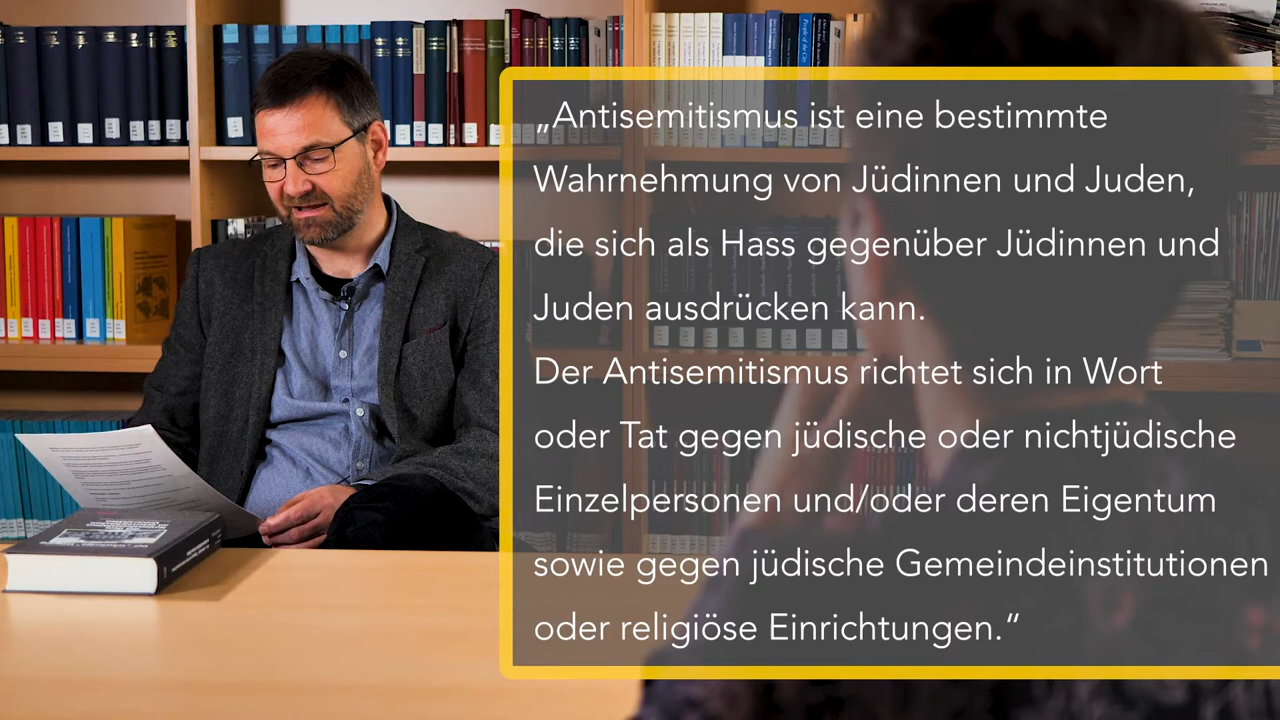 „Antisemitismus ist eine bestimmte
Wahrnehmung von Jüdinnen und Juden,
die sich als Hass gegenüber Jüdinnen und
Juden ausdrücken kann.
Der Antisemitismus richtet sich in Wort
oder Tat gegen jüdische oder nichtjüdische
Einzelpersonen und/oder deren Eigentum
sowie gegen jüdische Gemeindeinstitutionen
oder religiöse Einrichtungen.“